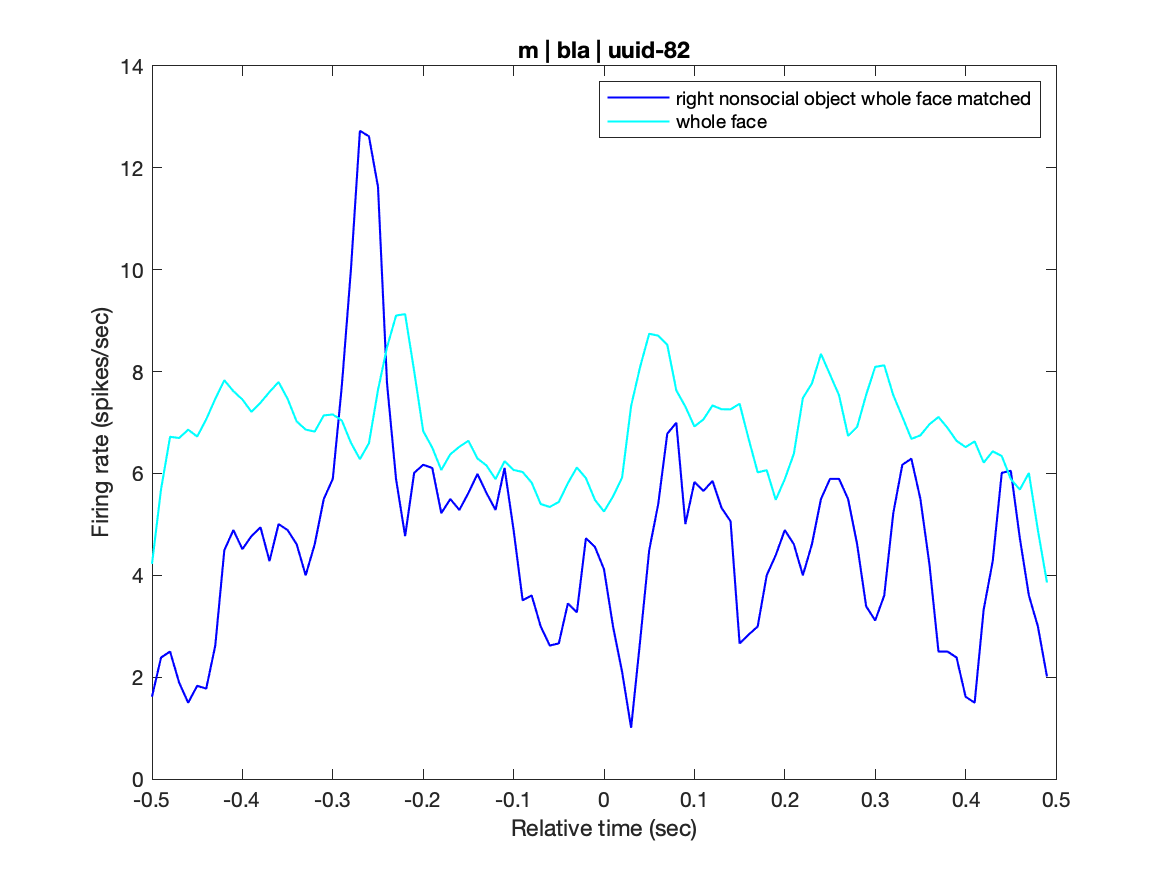 m | bla | uuid-82
right nonsocial object whole face matched
whole face
Firing rate (spikes/sec)
14
12
10
8
6
4
2
0
-0.5 -0.4 -0.3 -0.2 -0.1 0 0.1 0.2 0.3 0.4 0.5
Relative time (sec)